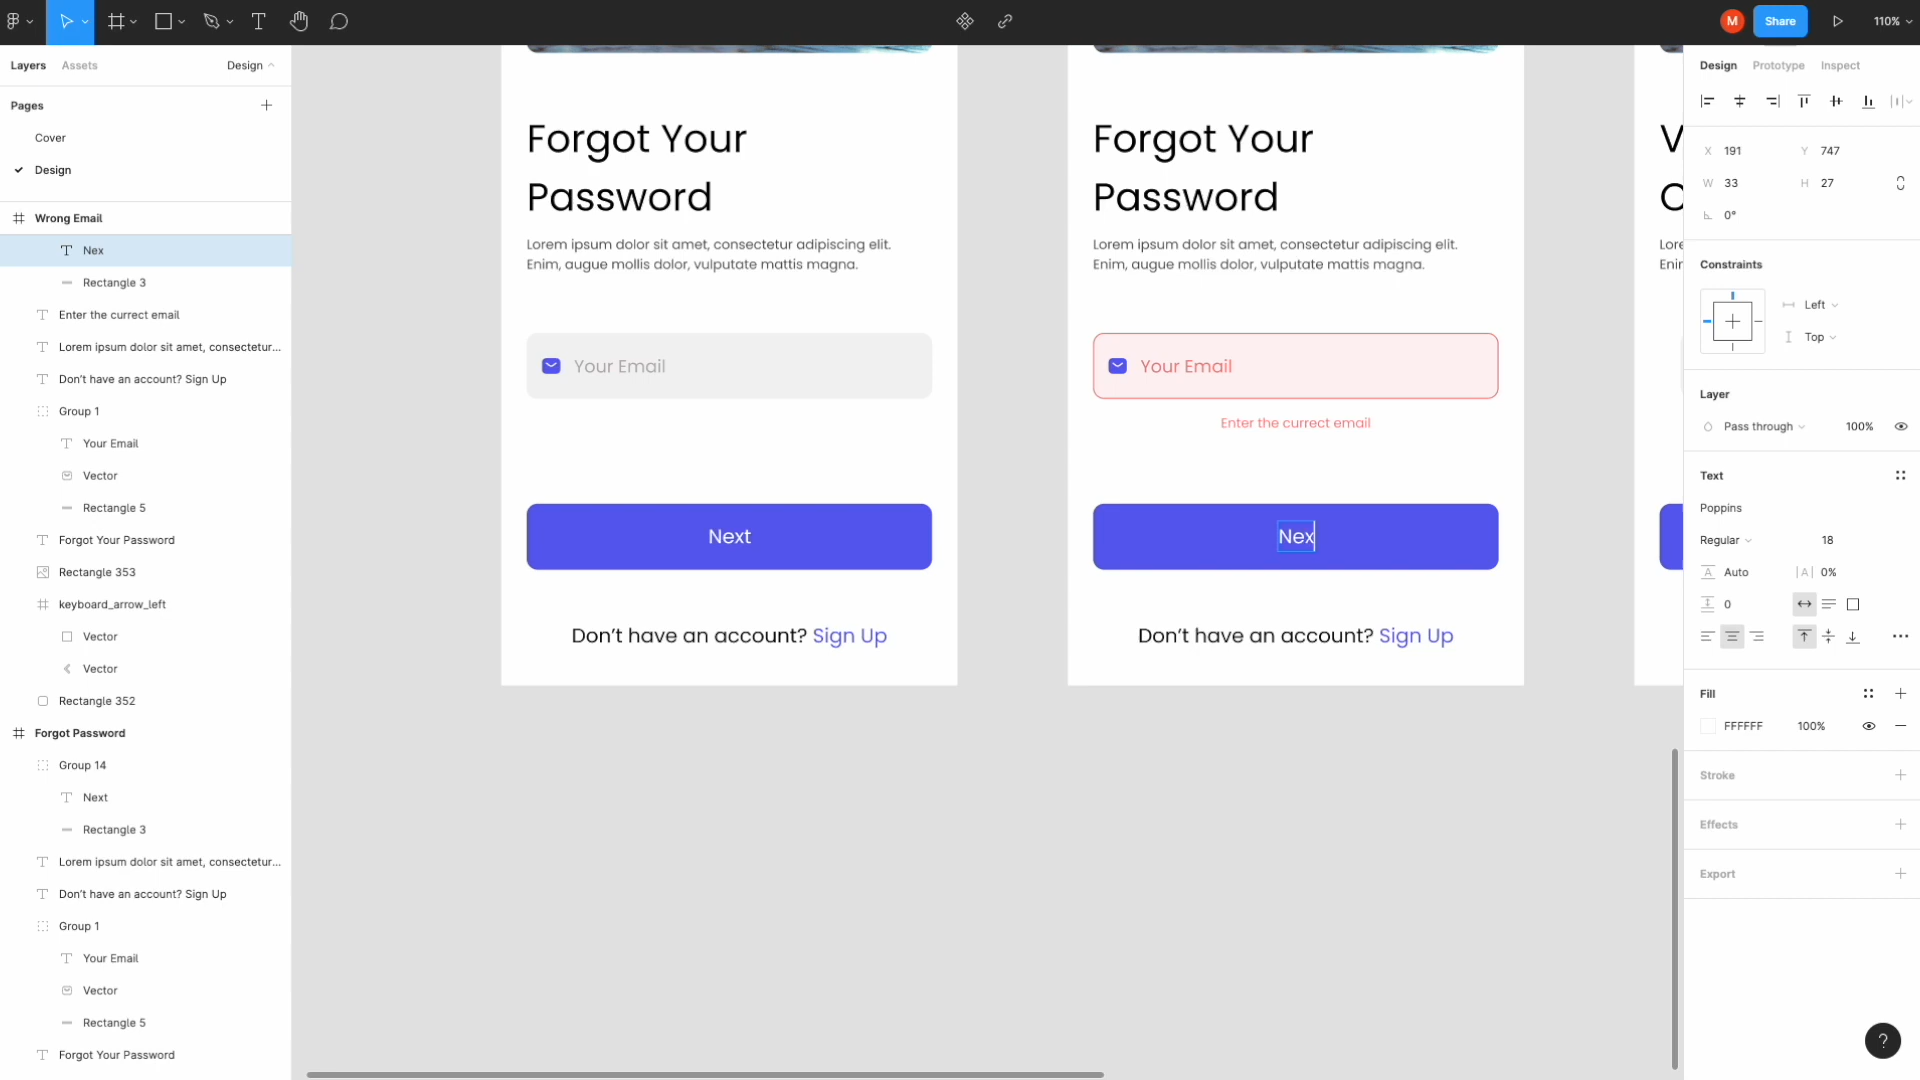 M
Share
110%
Layers
Assets
Design
Pages
Cover
Design
Wrong Email
Nex
Rectangle 3
Enter the currect email
Lorem ipsum dolor sit amet, consectetur...
Don't have an account? Sign Up
Group 1
Your Email
Vector
Rectangle 5
Forgot Your Password
Rectangle 353
keyboard_arrow_left
Vector
Vector
Rectangle 352
Forgot Password
Group 14
Next
Rectangle 3
Lorem ipsum dolor sit amet, consectetur...
Don't have an account? Sign Up
Group 1
Your Email
Vector
Rectangle 5
Forgot Your Password
Forgot Your
Password
Lorem ipsum dolor sit amet, consectetur adipiscing elit.
Enim, augue mollis dolor, vulputate mattis magna.
Your Email
Next
Don't have an account? Sign Up
Forgot Your
Password
Lorem ipsum dolor sit amet, consectetur adipiscing elit.
Enim, augue mollis dolor, vulputate mattis magna.
Your Email
Enter the currect email
Nex
Don't have an account? Sign Up
V
Lore
Enim
Design
Prototype
Inspect
X 191
Y 747
W 33
H 27
0°
Constraints
Left
Top
Layer
Pass through
100%
Text
Poppins
Regular
18
A Auto
|A| 0%
0
Fill
FFFFFF
100%
Stroke
Effects
Export
?